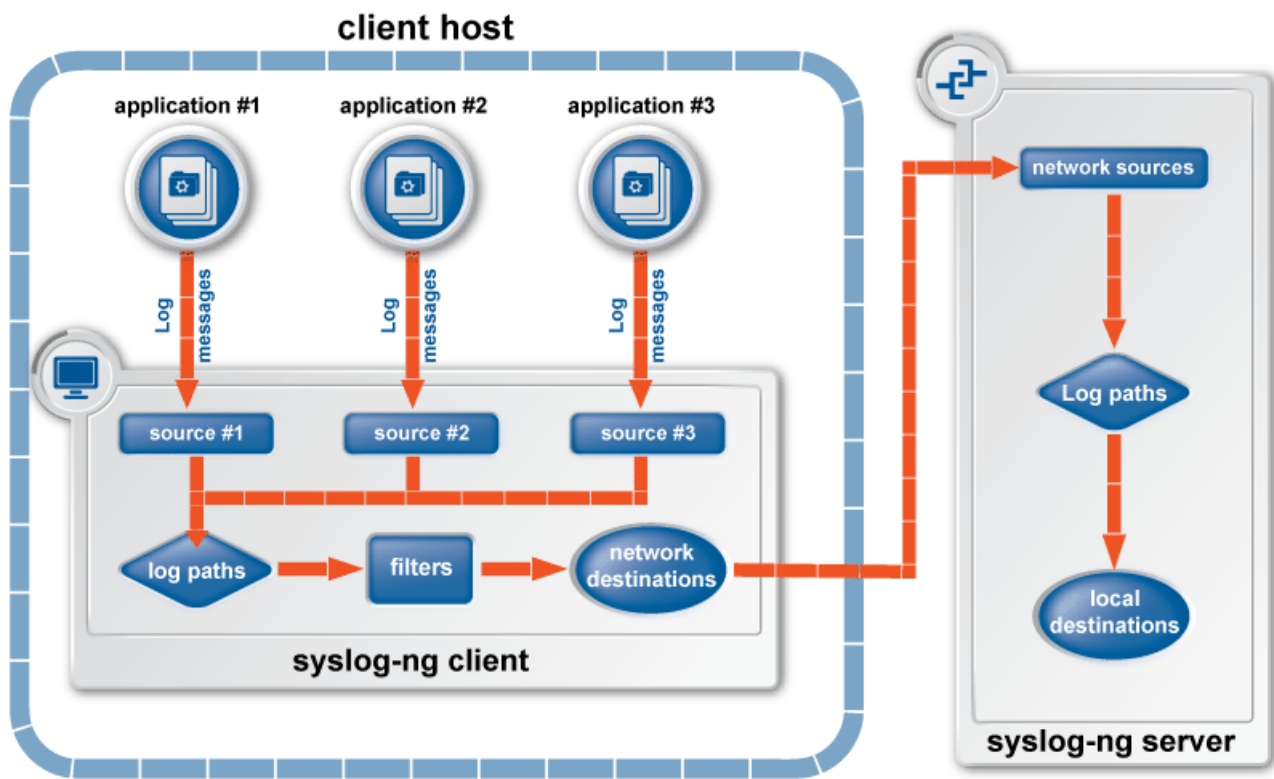 client host
application #1
application #2
application #3
Log
messages
Log
messages
Log
messages
source #1
source #2
source #3
log paths
filters
network
destinations
syslog-ng client
network sources
Log paths
local
destinations
syslog-ng server